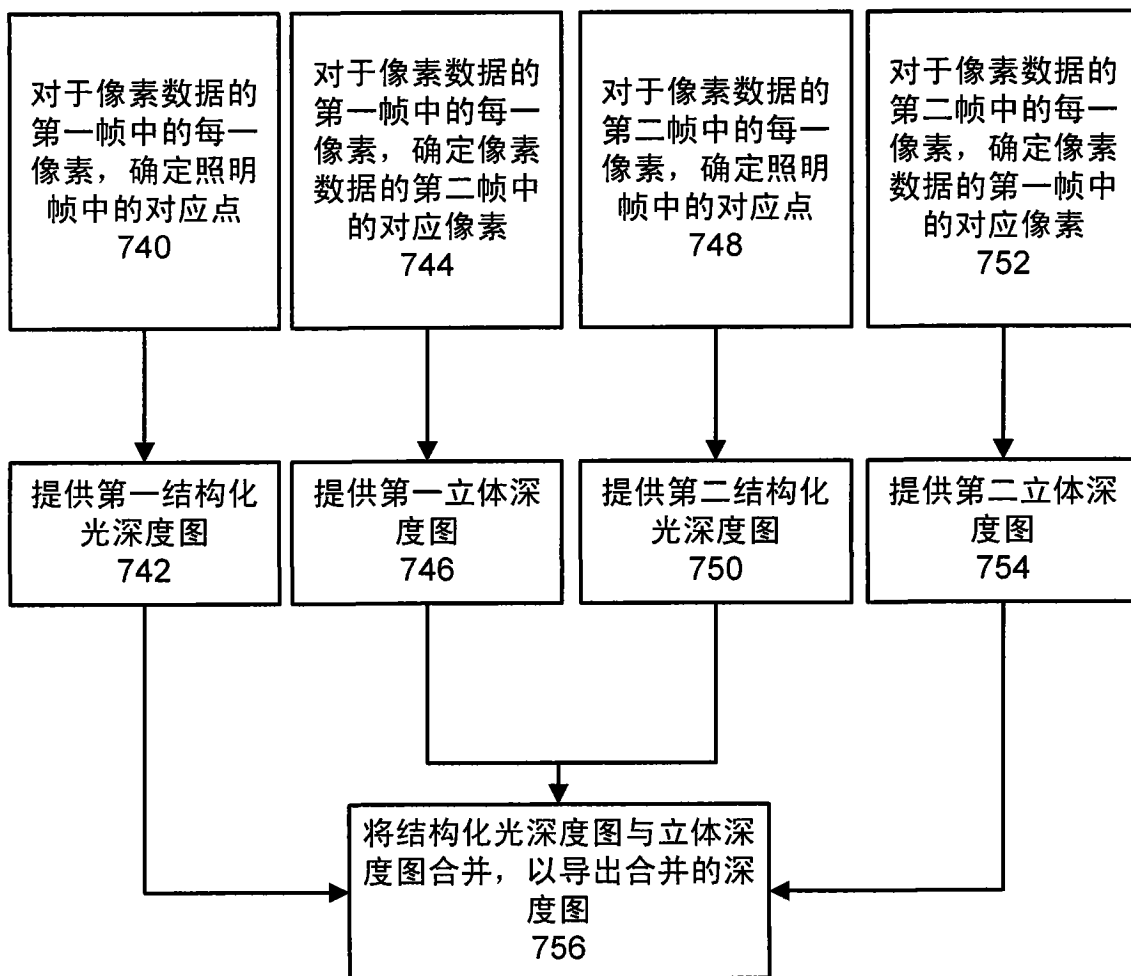 对于像素数据的
第一帧中的每一
像素，确定照明
帧中的对应点
740
对于像素数据的
第一帧中的每一
像素，确定像素
数据的第二帧中
的对应像素
744
对于像素数据的
第二帧中的每一
像素，确定照明
帧中的对应点
748
对于像素数据的
第二帧中的每一
像素，确定像素
数据的第一帧中
的对应像素
752
提供第一结构化
光深度图
742
提供第一立体深
度图
746
提供第二结构化
光深度图
750
提供第二立体深
度图
754
将结构化光深度图与立体深
度图合并，以导出合并的深
度图
756